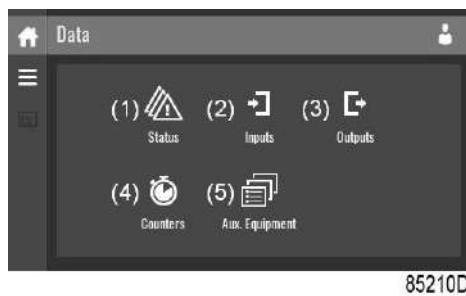 Data
(1) (2) (3)
Status Inputs Outputs
(4) (5)
Counters Aux. Equipment
85210D